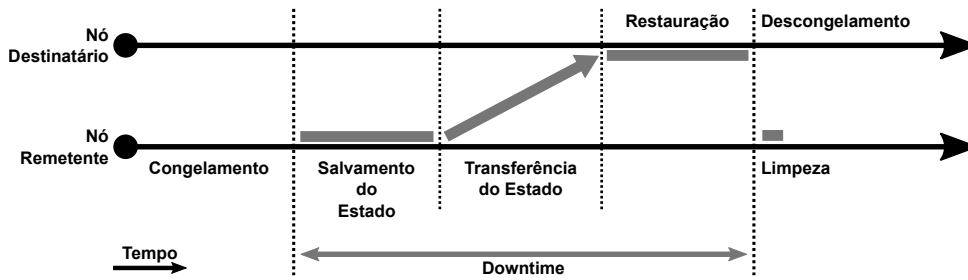 Restauração
Descongelamento
Nó
Destinatário
Nó
Remetente
Congelamento
Salvamento
do
Estado
Transferência
do Estado
Limpeza
Tempo
Downtime